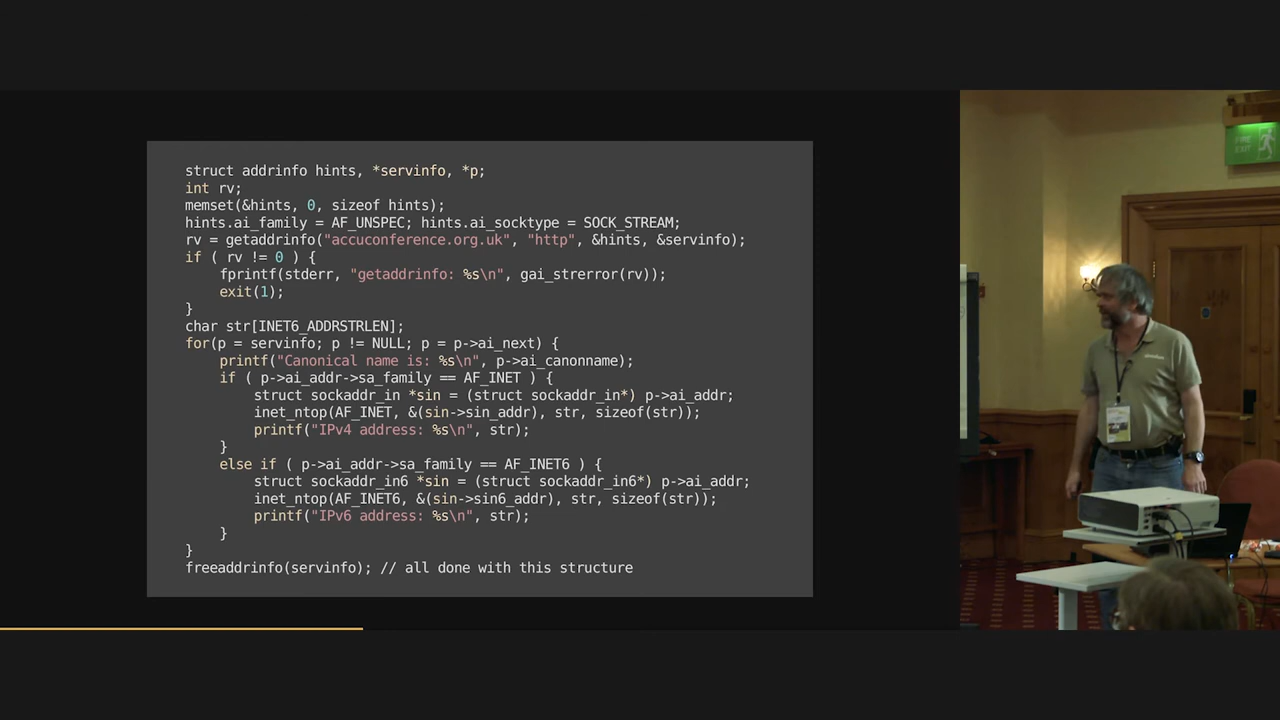 struct addrinfo hints, *servinfo, *p;
int rv;
memset(&hints, 0, sizeof hints);
hints.ai_family = AF_UNSPEC; hints.ai_socktype = SOCK_STREAM;
rv = getaddrinfo("accuconference.org.uk", "http", &hints, &servinfo);
if ( rv != 0 ) {
    fprintf(stderr, "getaddrinfo: %s\n", gai_strerror(rv));
    exit(1);
}
char str[INET6_ADDRSTRLEN];
for(p = servinfo; p != NULL; p = p->ai_next) {
    printf("Canonical name is: %s\n", p->ai_canonname);
    if ( p->ai_addr->sa_family == AF_INET ) {
        struct sockaddr_in *sin = (struct sockaddr_in*) p->ai_addr;
        inet_ntop(AF_INET, &(sin->sin_addr), str, sizeof(str));
        printf("IPv4 address: %s\n", str);
    }
    else if ( p->ai_addr->sa_family == AF_INET6 ) {
        struct sockaddr_in6 *sin = (struct sockaddr_in6*) p->ai_addr;
        inet_ntop(AF_INET6, &(sin->sin6_addr), str, sizeof(str));
        printf("IPv6 address: %s\n", str);
    }
}
freeaddrinfo(servinfo); // all done with this structure
FIRE
EXIT